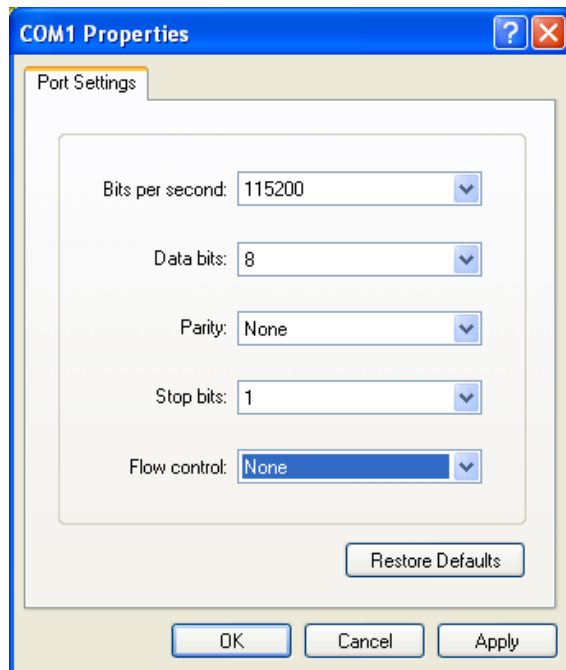 COM1 Properties
Port Settings
Bits per second: 115200
Data bits: 8
Parity: None
Stop bits: 1
Flow control: None
Restore Defaults
OK Cancel Apply